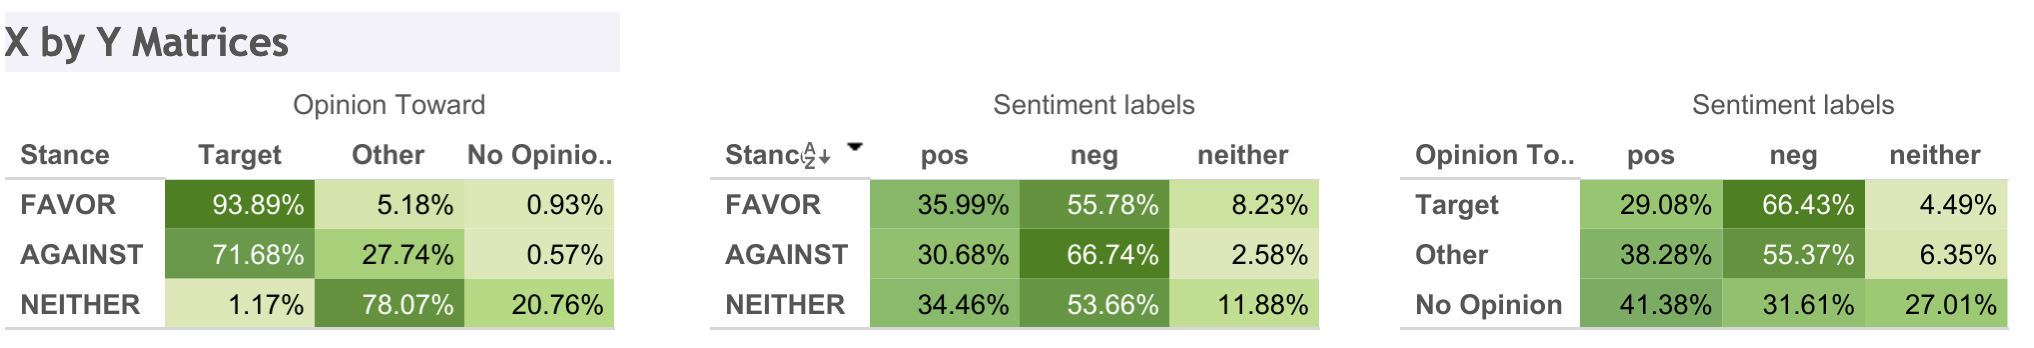 X by Y Matrices
Opinion Toward
Stance Target Other No Opinio..
FAVOR 93.89% 5.18% 0.93%
AGAINST 71.68% 27.74% 0.57%
NEITHER 1.17% 78.07% 20.76%
Sentiment labels
Stanc pos neg neither
FAVOR 35.99% 55.78% 8.23%
AGAINST 30.68% 66.74% 2.58%
NEITHER 34.46% 53.66% 11.88%
Sentiment labels
Opinion To.. pos neg neither
Target 29.08% 66.43% 4.49%
Other 38.28% 55.37% 6.35%
No Opinion 41.38% 31.61% 27.01%